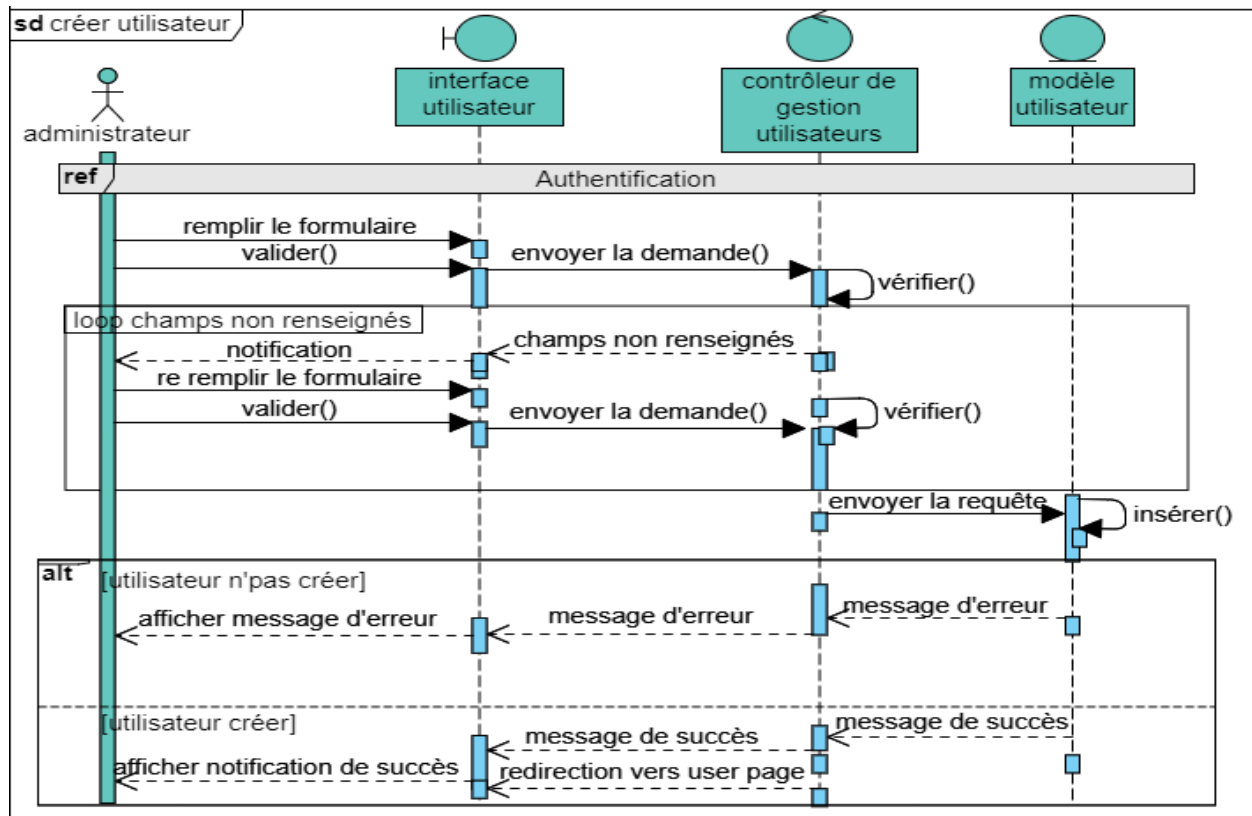 sd créer utilisateur
administrateur
interface
utilisateur
contrôleur de
gestion
utilisateurs
modèle
utilisateur
ref
Authentification
remplir le formulaire
valider()
envoyer la demande()
vérifier()
loop champs non renseignés
champs non renseignés
notification
re remplir le formulaire
valider()
envoyer la demande()
vérifier()
envoyer la requête
insérer()
alt
[utilisateur n'pas créer]
message d'erreur
message d'erreur
afficher message d'erreur
[utilisateur créer]
message de succès
message de succès
afficher notification de succès
redirection vers user page